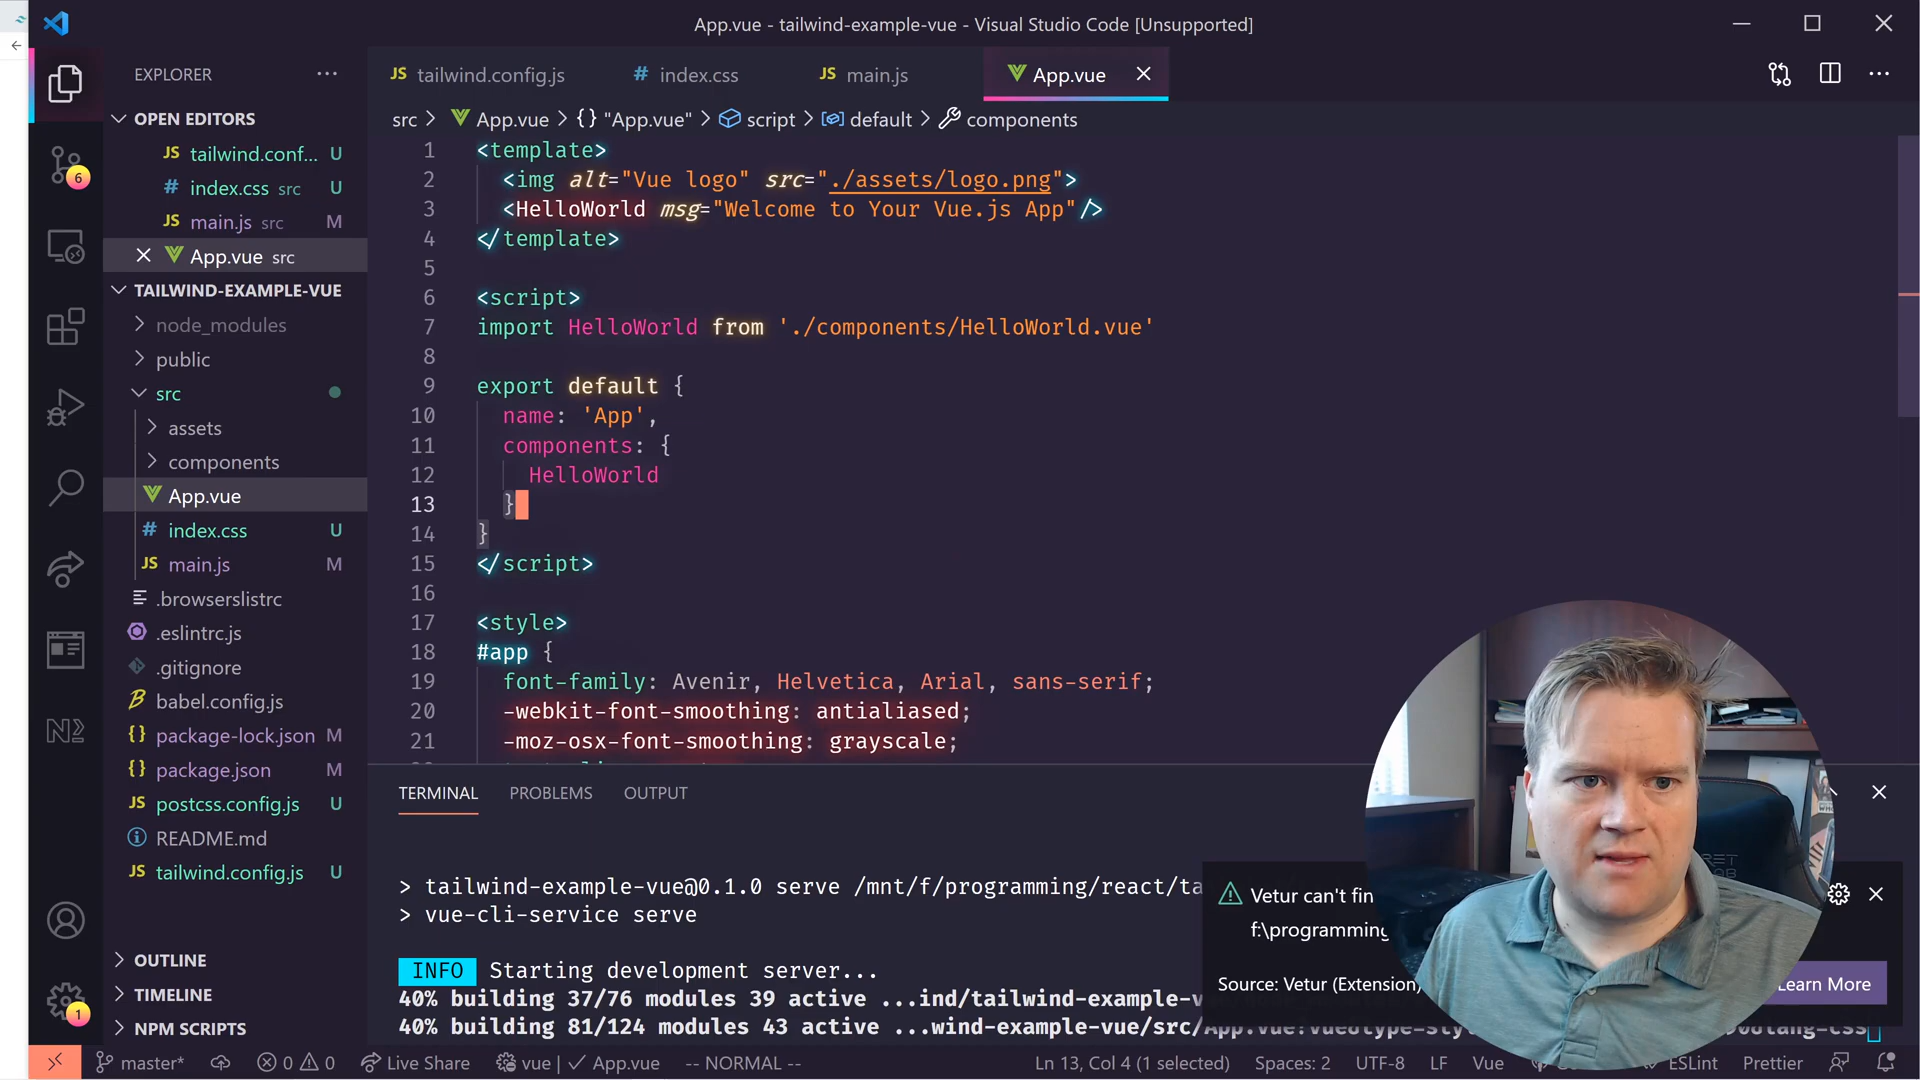 App.vue - tailwind-example-vue - Visual Studio Code [Unsupported]
EXPLORER
JS tailwind.config.js
# index.css
JS main.js
App.vue
OPEN EDITORS
JS tailwind.conf... U
# index.css src U
JS main.js src M
App.vue src
TAILWIND-EXAMPLE-VUE
node_modules
public
src
assets
components
App.vue
# index.css U
JS main.js M
.browserslistrc
.eslintrc.js
.gitignore
babel.config.js
{} package-lock.json M
{} package.json M
JS postcss.config.js U
README.md
JS tailwind.config.js U
OUTLINE
TIMELINE
NPM SCRIPTS
6
1
src > App.vue > {} "App.vue" > script > default > components
1 <template>
2 <img alt="Vue logo" src="./assets/logo.png">
3 <HelloWorld msg="Welcome to Your Vue.js App"/>
4 </template>
5
6 <script>
7 import HelloWorld from './components/HelloWorld.vue'
8
9 export default {
10 name: 'App',
11 components: {
12 HelloWorld
13 }
14 }
15 </script>
16
17 <style>
18 #app {
19 font-family: Avenir, Helvetica, Arial, sans-serif;
20 -webkit-font-smoothing: antialiased;
21 -moz-osx-font-smoothing: grayscale;
TERMINAL PROBLEMS OUTPUT
> tailwind-example-vue@0.1.0 serve /mnt/f/programming/react/ta
> vue-cli-service serve
INFO Starting development server...
40% building 37/76 modules 39 active ...ind/tailwind-example-v
40% building 81/124 modules 43 active ...wind-example-vue/src/App.vue?vue&type=sty
Vetur can't fin
f:\programming
Source: Vetur (Extension)
Learn More
master* 0 0 Live Share vue | ✓ App.vue -- NORMAL -- Ln 13, Col 4 (1 selected) Spaces: 2 UTF-8 LF Vue ESLint Prettier